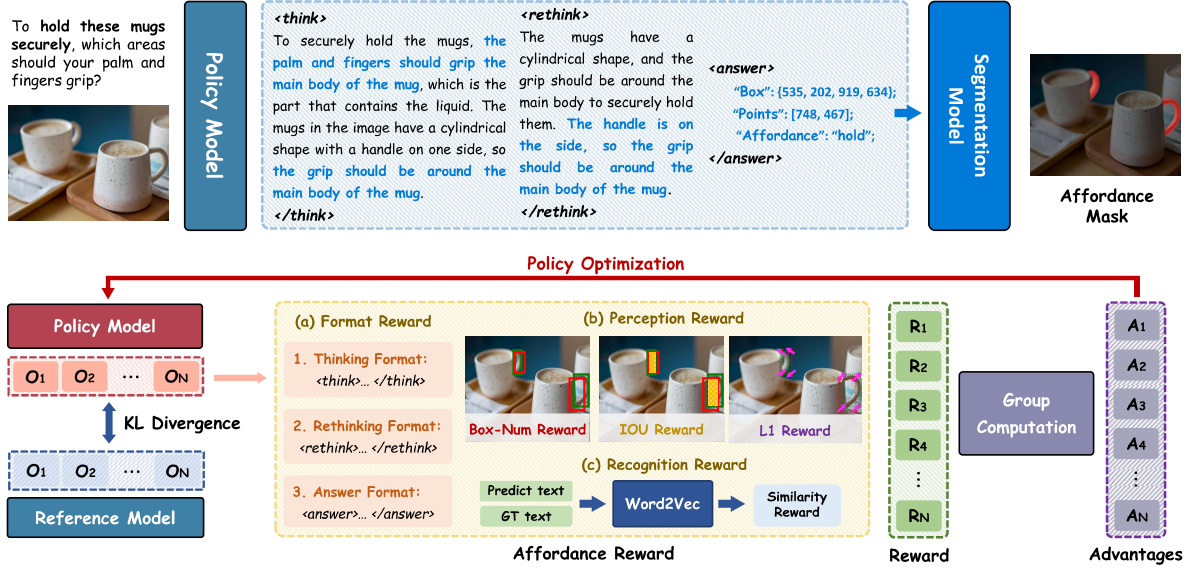 To hold these mugs
securely, which areas
should your palm and
fingers grip?
Policy Model
<think>
To securely hold the mugs, the
palm and fingers should grip the
main body of the mug, which is the
part that contains the liquid. The
mugs in the image have a cylindrical
shape with a handle on one side, so
the grip should be around the
main body of the mug.
</think>
<rethink>
The mugs have a
cylindrical shape, and the
grip should be around the
main body to securely hold
them. The handle is on
the side, so the grip
should be around the
main body of the mug.
</rethink>
<answer>
“Box”: {535, 202, 919, 634};
“Points”: [748, 467];
“Affordance”: “hold”;
</answer>
Segmentation
Model
Affordance
Mask
Policy Optimization
Policy Model
O1 O2 ... ON
KL Divergence
O1 O2 ... ON
Reference Model
(a) Format Reward
1. Thinking Format:
<think>... </think>
2. Rethinking Format:
<rethink>... </rethink>
3. Answer Format:
<answer>... </answer>
(b) Perception Reward
Box-Num Reward
IOU Reward
L1 Reward
(c) Recognition Reward
Predict text
GT text
Word2Vec
Similarity
Reward
Affordance Reward
R1
R2
R3
R4
⋮
RN
Reward
Group
Computation
A1
A2
A3
A4
⋮
AN
Advantages